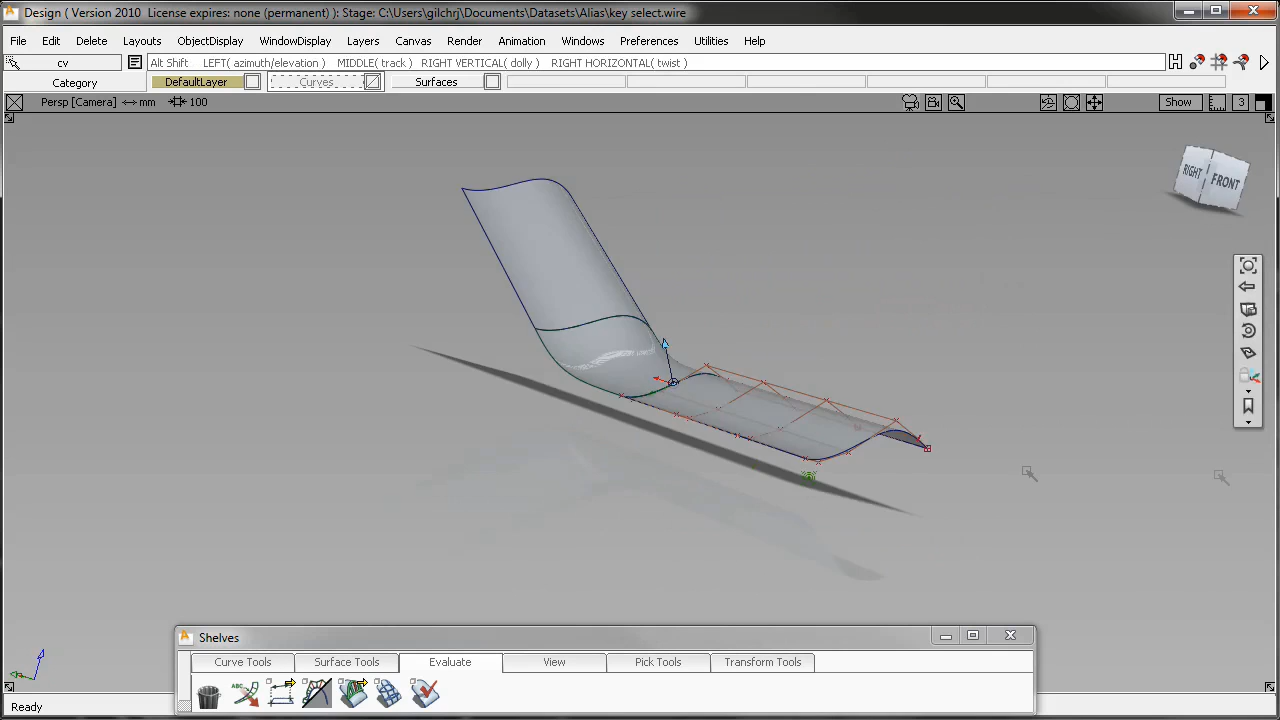 Design ( Version 2010  License expires: none (permanent) ): Stage: C:\Users\gilchrj\Documents\Datasets\Alias\key select.wire
File Edit Delete Layouts ObjectDisplay WindowDisplay Layers Canvas Render Animation Windows Preferences Utilities Help
cv Alt Shift LEFT( azimuth/elevation ) MIDDLE( track ) RIGHT VERTICAL( dolly ) RIGHT HORIZONTAL( twist )
Category DefaultLayer Curves Surfaces
Persp [Camera] mm 100 Show 3
RIGHT FRONT
Shelves
Curve Tools Surface Tools Evaluate View Pick Tools Transform Tools
ABC
Ready